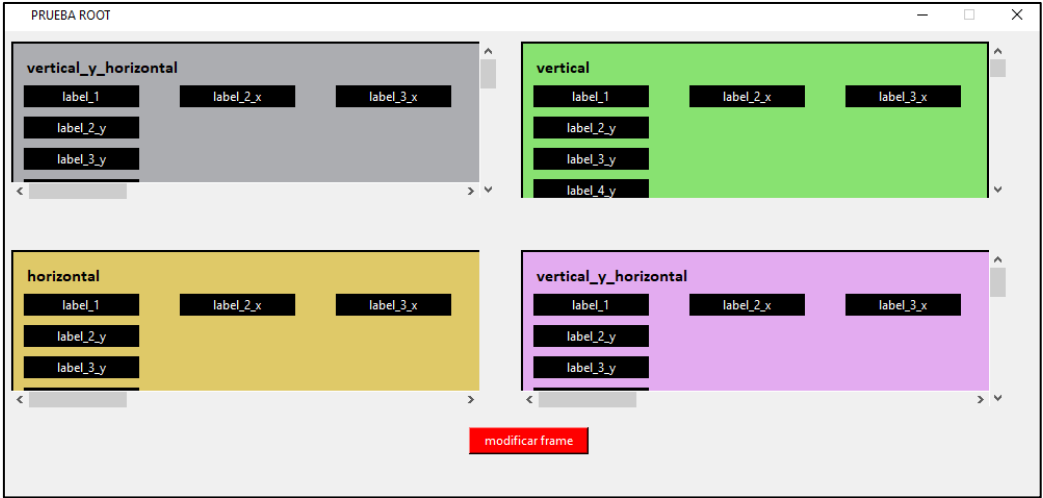 PRUEBA ROOT
vertical_y_horizontal
label_1 label_2_x label_3_x
label_2_y
label_3_y
vertical
label_1 label_2_x label_3_x
label_2_y
label_3_y
label_4_y
horizontal
label_1 label_2_x label_3_x
label_2_y
label_3_y
vertical_y_horizontal
label_1 label_2_x label_3_x
label_2_y
label_3_y
modificar frame